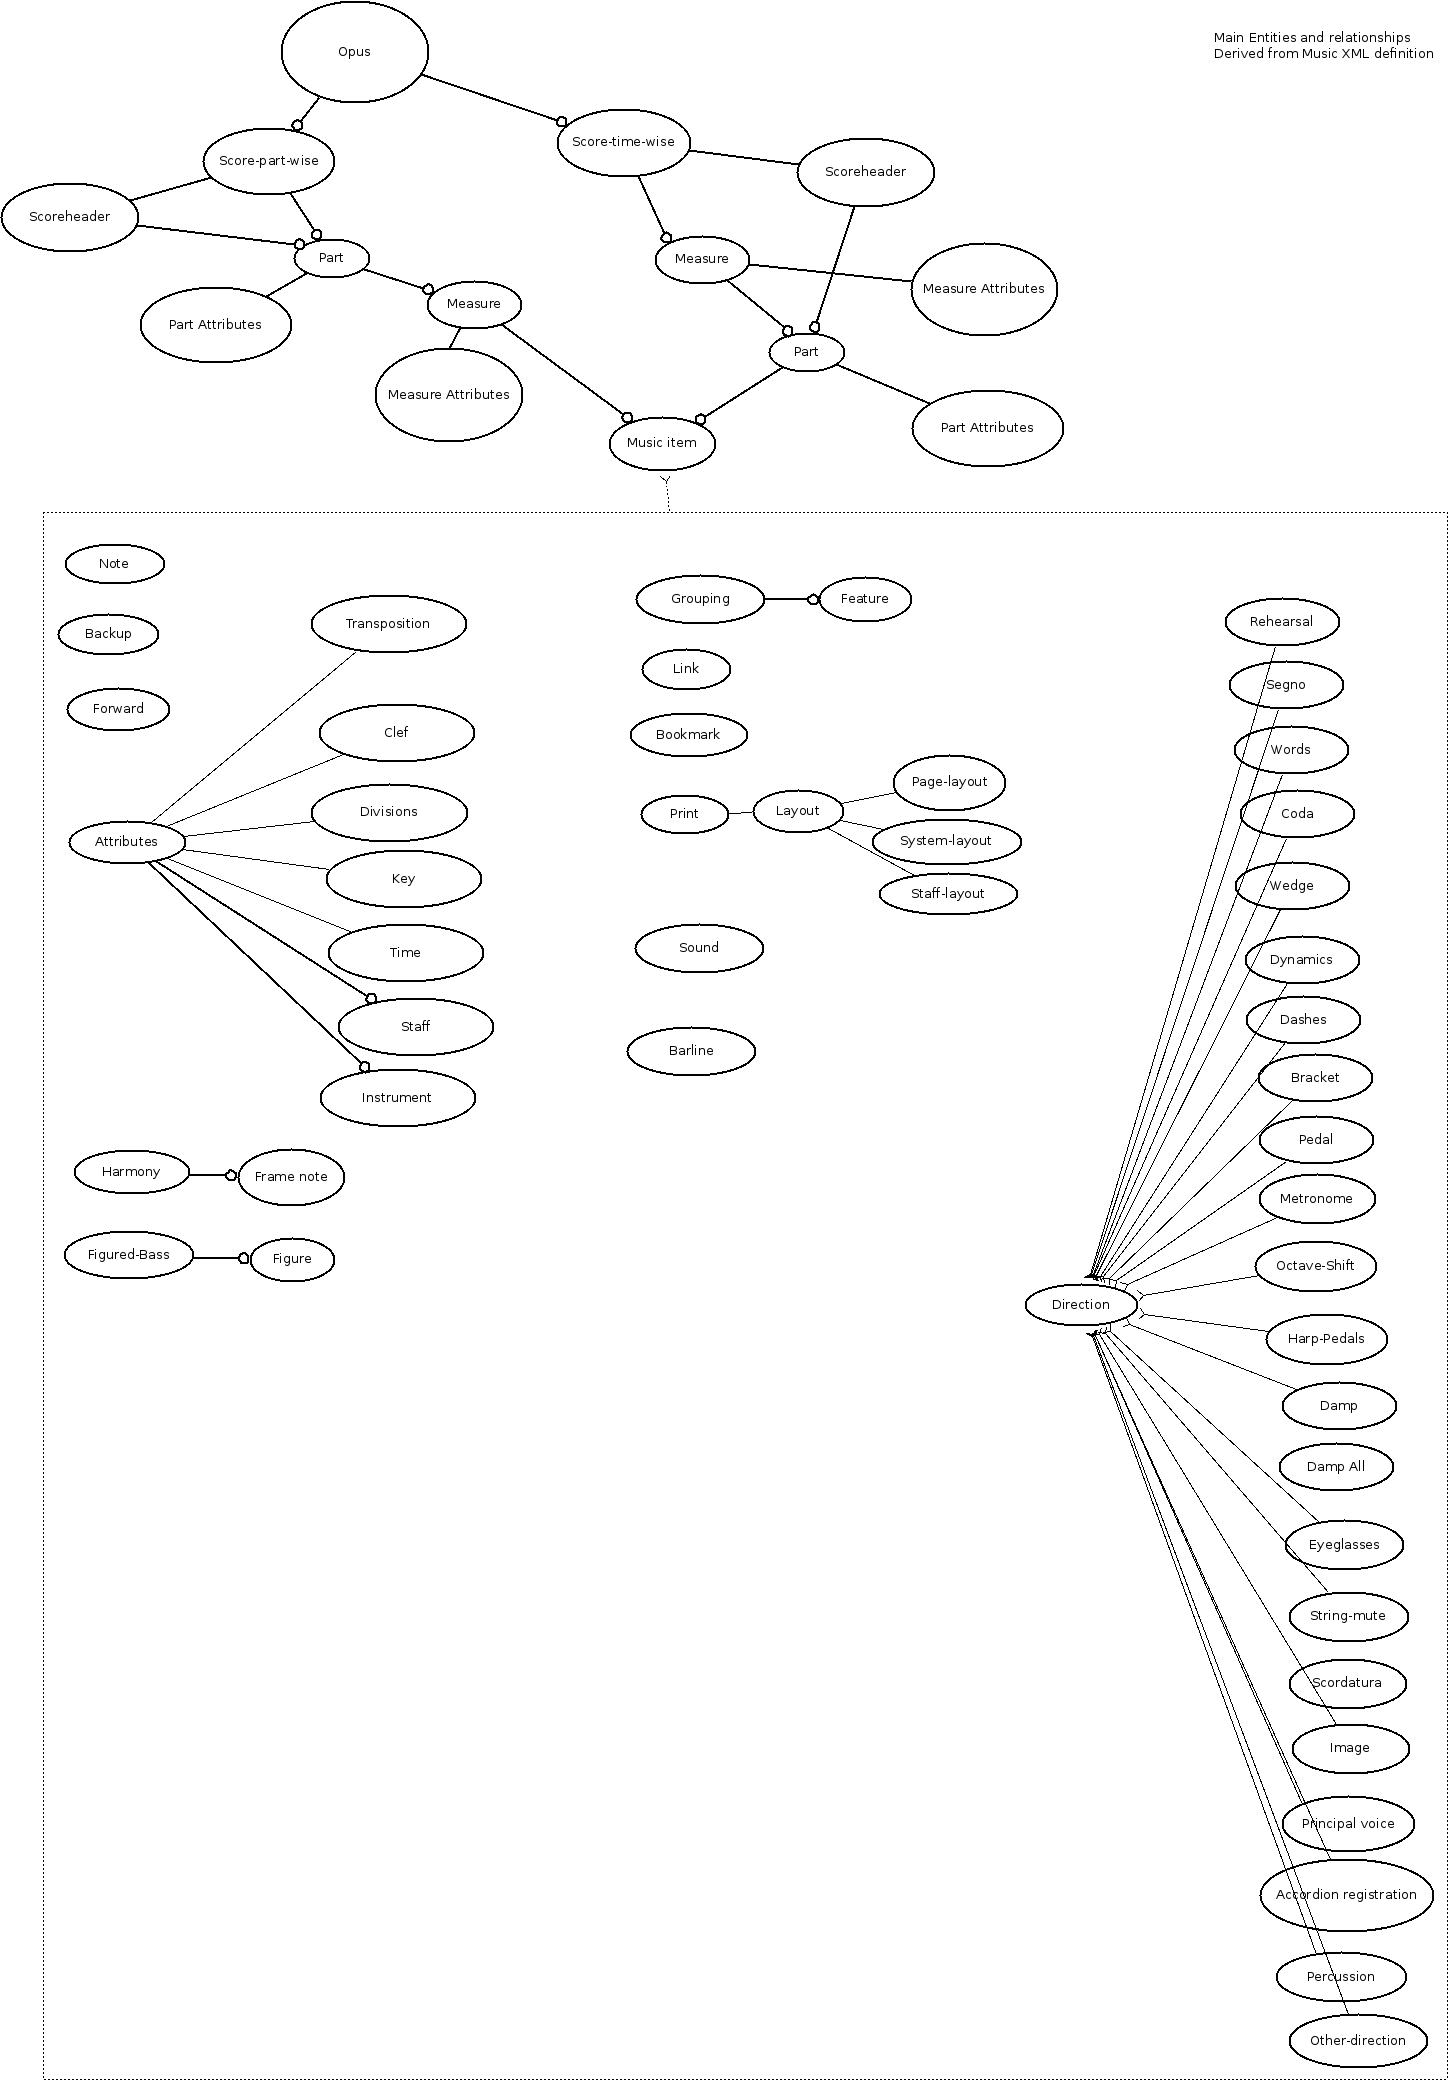 Main Entities and relationships
Derived from Music XML definition
Opus
Score-time-wise
Score-part-wise
Scoreheader
Scoreheader
Part
Measure
Measure Attributes
Measure
Part Attributes
Part
Measure Attributes
Part Attributes
Music item
Note
Backup
Forward
Transposition
Clef
Divisions
Attributes
Key
Time
Staff
Instrument
Harmony
Frame note
Figured-Bass
Figure
Grouping
Feature
Link
Bookmark
Print
Layout
Page-layout
System-layout
Staff-layout
Sound
Barline
Rehearsal
Segno
Words
Coda
Wedge
Dynamics
Dashes
Bracket
Pedal
Metronome
Octave-Shift
Direction
Harp-Pedals
Damp
Damp All
Eyeglasses
String-mute
Scordatura
Image
Principal voice
Accordion registration
Percussion
Other-direction